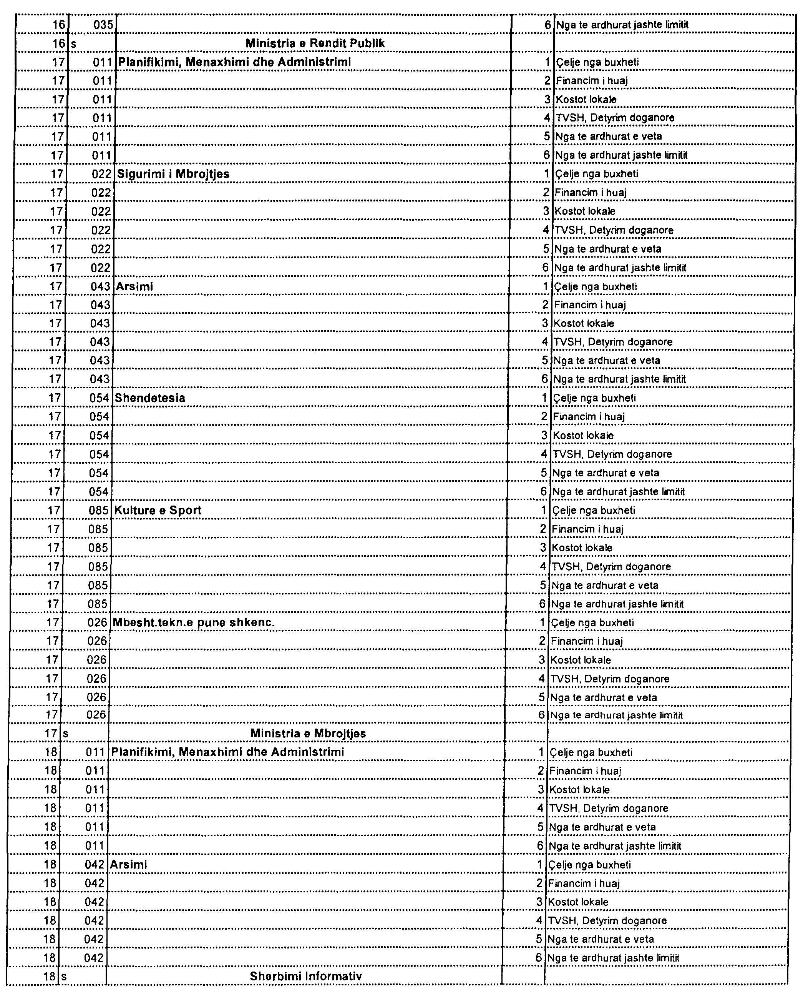 16 035 6 Nga te ardhurat jashte limitit
16 s Ministria e Rendit Publik
17 011 Planifikimi, Menaxhimi dhe Administrimi 1 Çelje nga buxheti
17 011 2 Financim i huaj
17 011 3 Kostot lokale
17 011 4 TVSH, Detyrim doganore
17 011 5 Nga te ardhurat e veta
17 011 6 Nga te ardhurat jashte limitit
17 022 Sigurimi i Mbrojtjes 1 Çelje nga buxheti
17 022 2 Financim i huaj
17 022 3 Kostot lokale
17 022 4 TVSH, Detyrim doganore
17 022 5 Nga te ardhurat e veta
17 022 6 Nga te ardhurat jashte limitit
17 043 Arsimi 1 Çelje nga buxheti
17 043 2 Financim i huaj
17 043 3 Kostot lokale
17 043 4 TVSH, Detyrim doganore
17 043 5 Nga te ardhurat e veta
17 043 6 Nga te ardhurat jashte limitit
17 054 Shendetesia 1 Çelje nga buxheti
17 054 2 Financim i huaj
17 054 3 Kostot lokale
17 054 4 TVSH, Detyrim doganore
17 054 5 Nga te ardhurat e veta
17 054 6 Nga te ardhurat jashte limitit
17 085 Kulture e Sport 1 Çelje nga buxheti
17 085 2 Financim i huaj
17 085 3 Kostot lokale
17 085 4 TVSH, Detyrim doganore
17 085 5 Nga te ardhurat e veta
17 085 6 Nga te ardhurat jashte limitit
17 026 Mbesht.tekn.e pune shkenc. 1 Çelje nga buxheti
17 026 2 Financim i huaj
17 026 3 Kostot lokale
17 026 4 TVSH, Detyrim doganore
17 026 5 Nga te ardhurat e veta
17 026 6 Nga te ardhurat jashte limitit
17 s Ministria e Mbrojtjes
18 011 Planifikimi, Menaxhimi dhe Administrimi 1 Çelje nga buxheti
18 011 2 Financim i huaj
18 011 3 Kostot lokale
18 011 4 TVSH, Detyrim doganore
18 011 5 Nga te ardhurat e veta
18 011 6 Nga te ardhurat jashte limitit
18 042 Arsimi 1 Çelje nga buxheti
18 042 2 Financim i huaj
18 042 3 Kostot lokale
18 042 4 TVSH, Detyrim doganore
18 042 5 Nga te ardhurat e veta
18 042 6 Nga te ardhurat jashte limitit
18 s Sherbimi Informativ